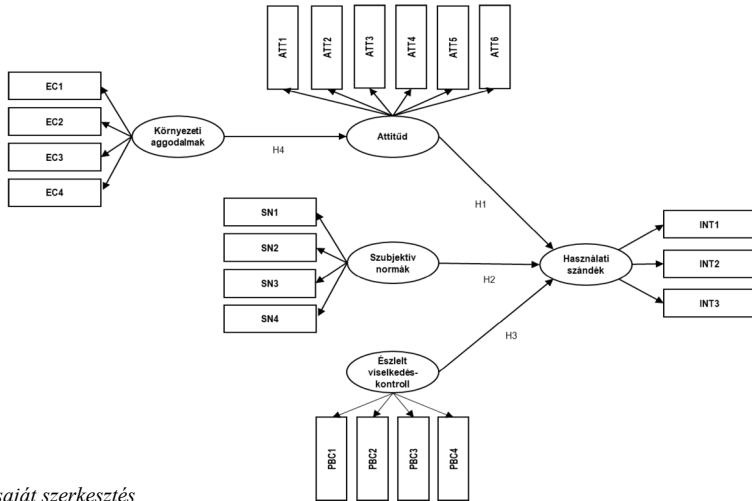 ATT1
ATT2
ATT3
ATT4
ATT5
ATT6
EC1
EC2
EC3
EC4
Környezeti
aggodalmak
H4
Attitűd
H1
SN1
SN2
SN3
SN4
Szubjektív
normák
H2
Használati
szándék
INT1
INT2
INT3
H3
Észlelt
viselkedés-
kontroll
PBC1
PBC2
PBC3
PBC4
saját szerkesztés